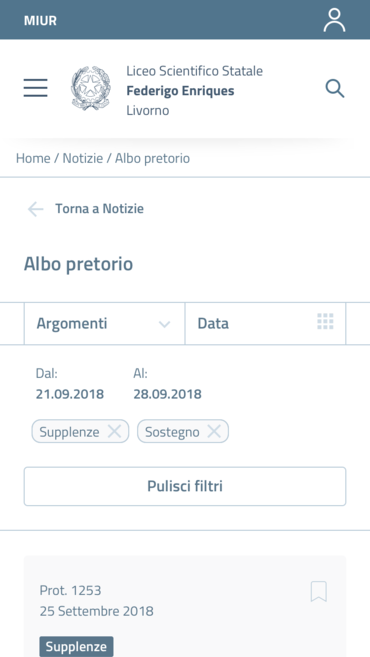 MIUR
Liceo Scientifico Statale
Federigo Enriques
Livorno
Home / Notizie / Albo pretorio
Torna a Notizie
Albo pretorio
Argomenti
Data
Dal:
21.09.2018
Al:
28.09.2018
Supplenze
Sostegno
Pulisci filtri
Prot. 1253
25 Settembre 2018
Supplenze